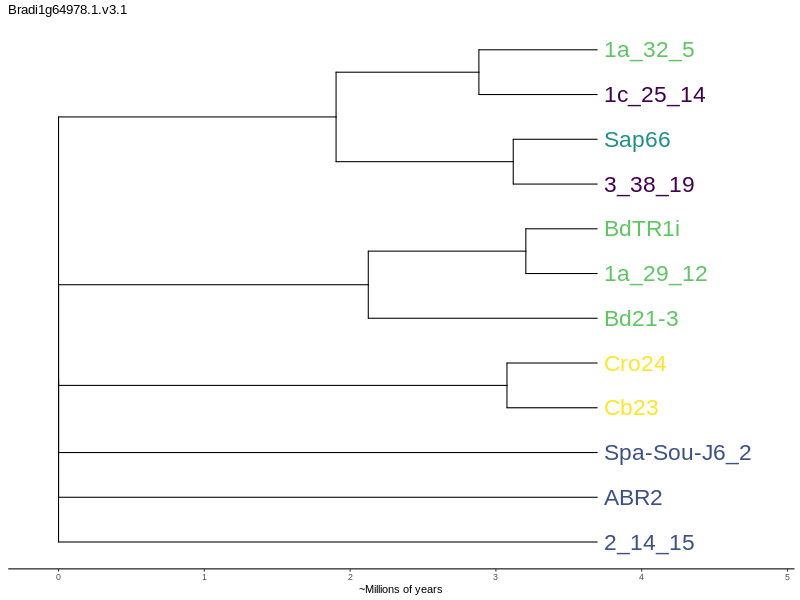 Bradi1g64978.1.v3.1
1a_32_5
1c_25_14
Sap66
3_38_19
BdTR1i
1a_29_12
Bd21-3
Cro24
Cb23
Spa-Sou-J6_2
ABR2
2_14_15
0 1 2 3 4 5
~Millions of years